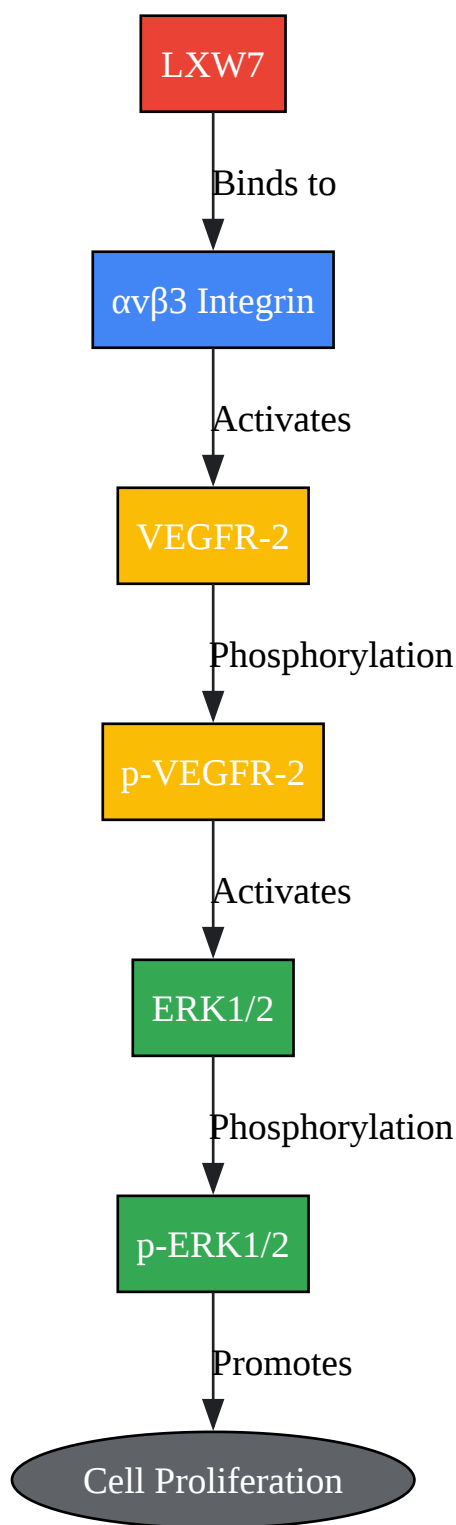 LXW7
Binds to
αvβ3 Integrin
Activates
VEGFR-2
Phosphorylation
p-VEGFR-2
Activates
ERK1/2
Phosphorylation
p-ERK1/2
Promotes
Cell Proliferation